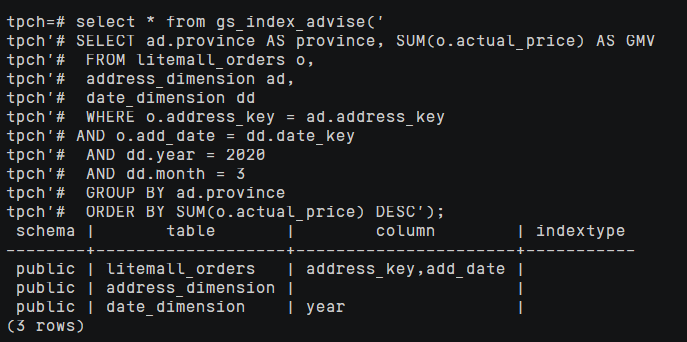 tpch=# select * from gs_index_advise('
tpch'# SELECT ad.province AS province, SUM(o.actual_price) AS GMV
tpch'#  FROM litemall_orders o,
tpch'#  address_dimension ad,
tpch'#  date_dimension dd
tpch'#  WHERE o.address_key = ad.address_key
tpch'# AND o.add_date = dd.date_key
tpch'#  AND dd.year = 2020
tpch'#  AND dd.month = 3
tpch'#  GROUP BY ad.province
tpch'#  ORDER BY SUM(o.actual_price) DESC');
 schema |       table       |        column        | indextype
--------+-------------------+----------------------+-----------
 public | litemall_orders   | address_key,add_date |
 public | address_dimension |                      |
 public | date_dimension    | year                 |
(3 rows)